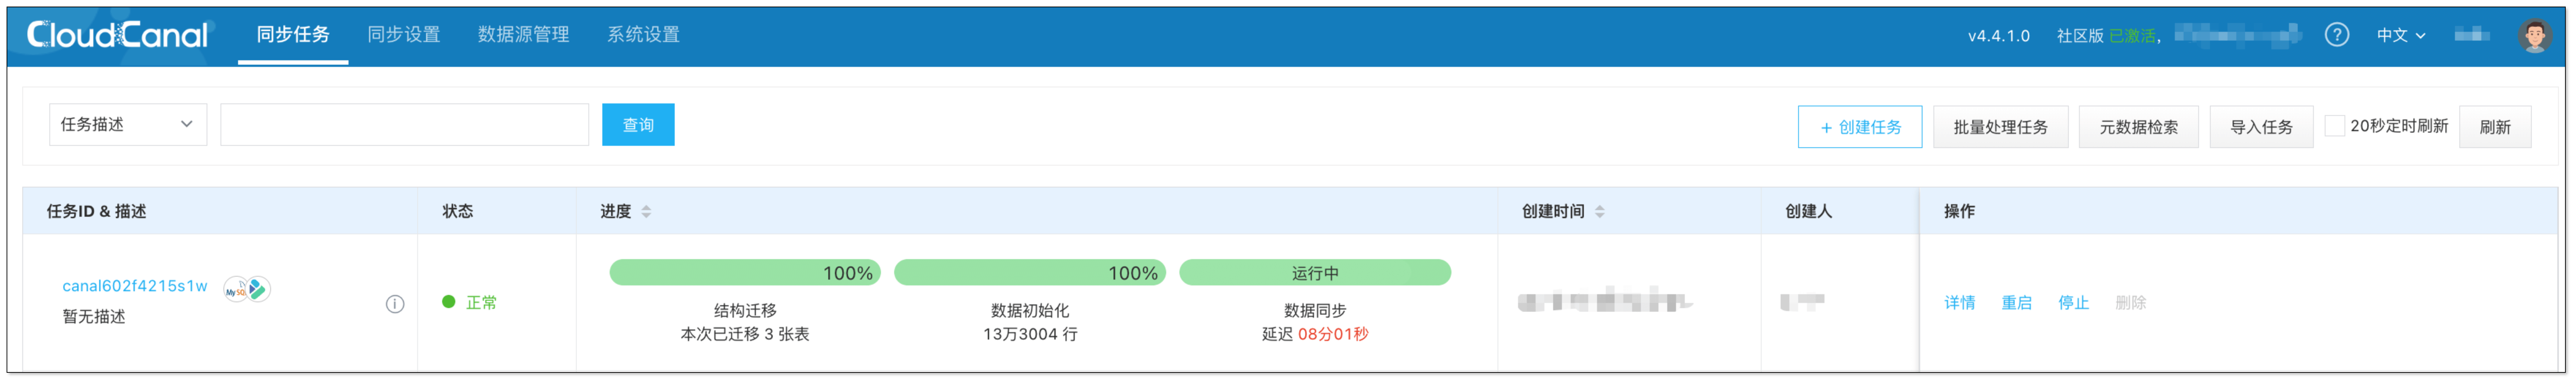 CloudCanal 同步任务 同步设置 数据源管理 系统设置 v4.4.1.0 社区版 已激活, ? 中文
任务描述 查询 + 创建任务 批量处理任务 元数据检索 导入任务 20秒定时刷新 刷新
任务ID & 描述 状态 进度 创建时间 创建人 操作
100% 100% 运行中
canal602f4215s1w MySQL
正常 详情 重启 停止 删除
暂无描述 结构迁移 数据初始化 数据同步
本次已迁移 3 张表 13万3004 行 延迟 08分01秒